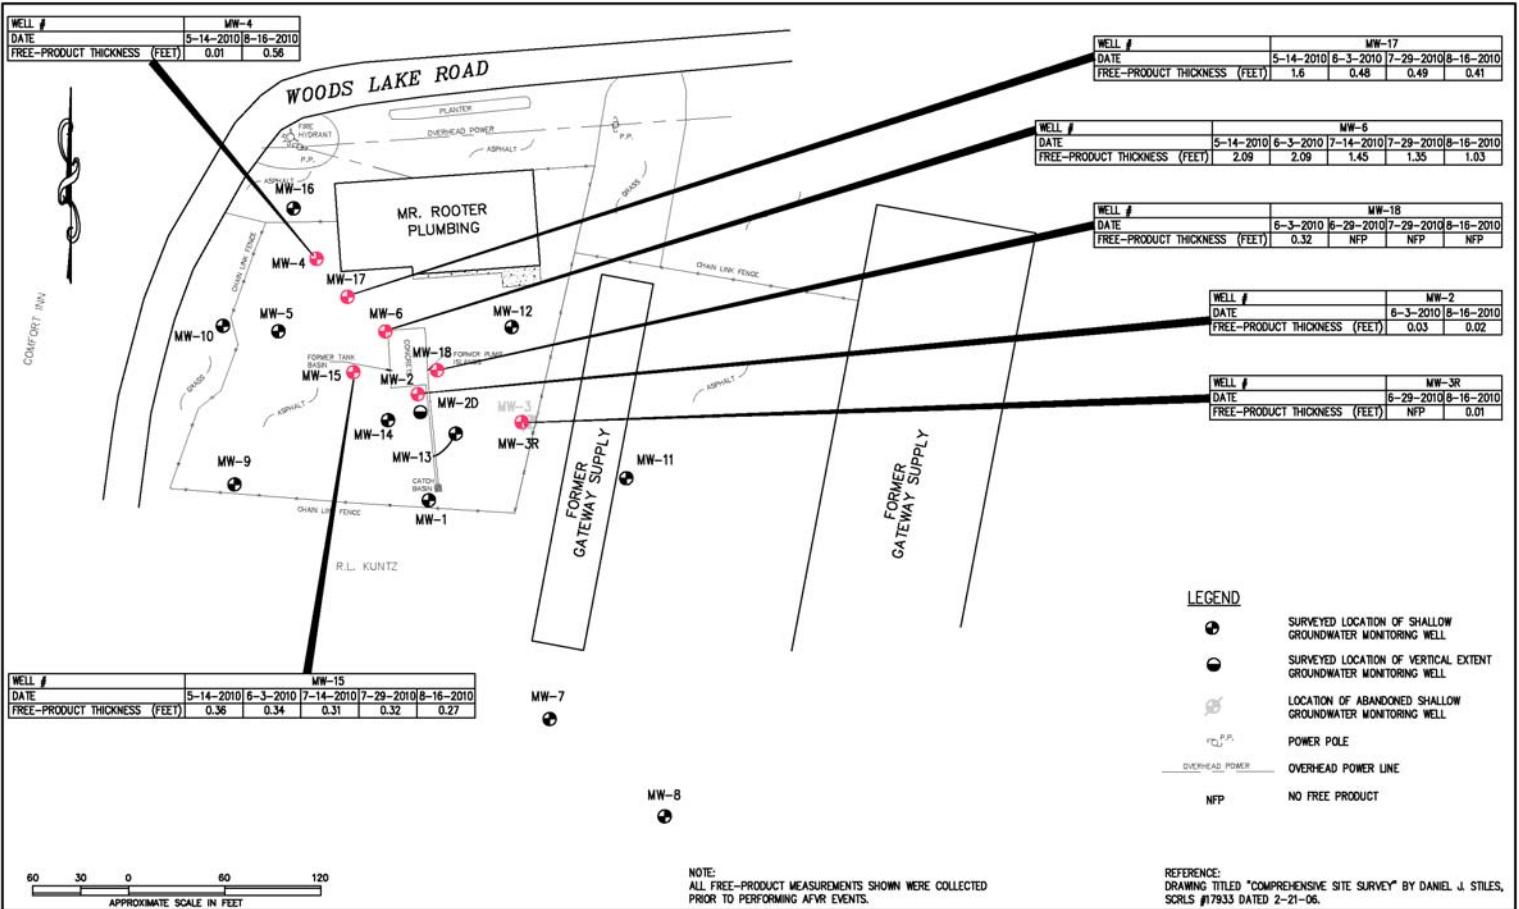 WELL # MW-4
DATE 5-14-2010 8-16-2010
FREE-PRODUCT THICKNESS (FEET) 0.01 0.56
WELL # MW-17
DATE 5-14-2010 6-3-2010 7-29-2010 8-16-2010
FREE-PRODUCT THICKNESS (FEET) 1.6 0.48 0.49 0.41
WELL # MW-6
DATE 5-14-2010 6-3-2010 7-14-2010 7-29-2010 8-16-2010
FREE-PRODUCT THICKNESS (FEET) 2.09 2.09 1.45 1.35 1.03
WELL # MW-18
DATE 6-3-2010 6-29-2010 7-29-2010 8-16-2010
FREE-PRODUCT THICKNESS (FEET) 0.32 NFP NFP NFP
WELL # MW-2
DATE 6-3-2010 8-16-2010
FREE-PRODUCT THICKNESS (FEET) 0.03 0.02
WELL # MW-3R
DATE 6-29-2010 8-16-2010
FREE-PRODUCT THICKNESS (FEET) NFP 0.01
WOODS LAKE ROAD
PLANTER
FIRE
HYDRANT
OVERHEAD POWER
P.P.
P.P.
ASPHALT
ASPHALT
GRASS
MW-16
MR. ROOTER
PLUMBING
MW-4
CHAIN LINK FENCE
CHAIN LINK FENCE
MW-17
COMFORT INN
MW-10
MW-5
MW-6
MW-12
FORMER TANK
BASIN
CONCRETE
MW-18
FORMER PUMP
ISLANDS
MW-15
MW-2
GRASS
ASPHALT
ASPHALT
MW-2D
MW-3
MW-14
MW-3R
MW-13
MW-9
MW-11
CATCH
BASIN
CHAIN LINK FENCE
MW-1
FORMER
GATEWAY SUPPLY
FORMER
GATEWAY SUPPLY
R.L. KUNTZ
WELL # MW-15
DATE 5-14-2010 6-3-2010 7-14-2010 7-29-2010 8-16-2010
FREE-PRODUCT THICKNESS (FEET) 0.36 0.34 0.31 0.32 0.27
MW-7
MW-8
LEGEND
SURVEYED LOCATION OF SHALLOW
GROUNDWATER MONITORING WELL
SURVEYED LOCATION OF VERTICAL EXTENT
GROUNDWATER MONITORING WELL
LOCATION OF ABANDONED SHALLOW
GROUNDWATER MONITORING WELL
P.P. POWER POLE
OVERHEAD POWER OVERHEAD POWER LINE
NFP NO FREE PRODUCT
60 30 0 60 120
APPROXIMATE SCALE IN FEET
NOTE:
ALL FREE-PRODUCT MEASUREMENTS SHOWN WERE COLLECTED
PRIOR TO PERFORMING AFVR EVENTS.
REFERENCE:
DRAWING TITLED "COMPREHENSIVE SITE SURVEY" BY DANIEL J. STILES,
SCRLS #17933 DATED 2-21-06.